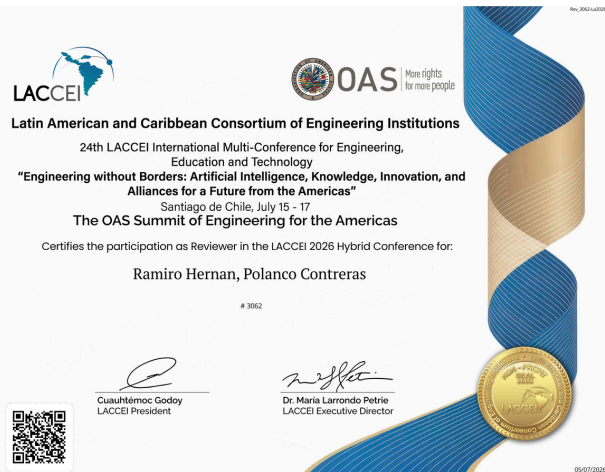 Rev_3062-La2026
LACCEI
OAS
More rights
for more people
Latin American and Caribbean Consortium of Engineering Institutions
24th LACCEI International Multi-Conference for Engineering,
Education and Technology
“Engineering without Borders: Artificial Intelligence, Knowledge, Innovation, and
Alliances for a Future from the Americas”
Santiago de Chile, July 15 - 17
The OAS Summit of Engineering for the Americas
Certifies the participation as Reviewer in the LACCEI 2026 Hybrid Conference for:
Ramiro Hernan, Polanco Contreras
# 3062
Cuauhtémoc Godoy
LACCEI President
Dr. María Larrondo Petrie
LACCEI Executive Director
LACCEI
05/07/2026